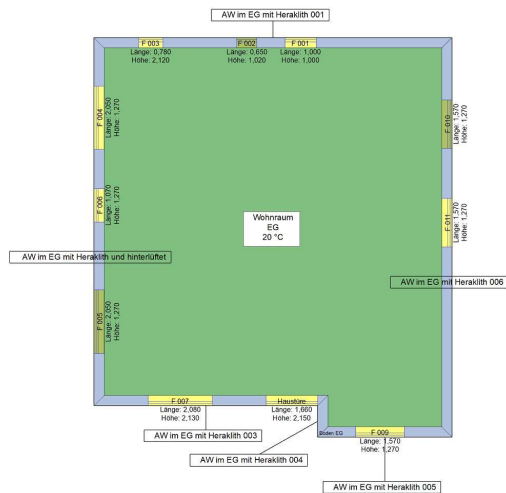 AW im EG mit Heraklith 001
F 003
F 002
F 001
Länge: 0,780
Höhe: 2,120
Länge: 0,650
Höhe: 1,020
Länge: 1,000
Höhe: 1,000
F 004
Länge: 2,050
Höhe: 1,270
F 010
Länge: 1,570
Höhe: 1,270
F 006
Länge: 1,070
Höhe: 1,270
F 011
Länge: 1,570
Höhe: 1,270
Wohnraum
EG
20 °C
AW im EG mit Heraklith und hinterlüftet
AW im EG mit Heraklith 006
F 005
Länge: 2,050
Höhe: 1,270
F 007
Länge: 2,080
Höhe: 2,130
Haustüre
Länge: 1,660
Höhe: 2,150
Boden EG
F 009
Länge: 1,570
Höhe: 1,270
AW im EG mit Heraklith 003
AW im EG mit Heraklith 004
AW im EG mit Heraklith 005